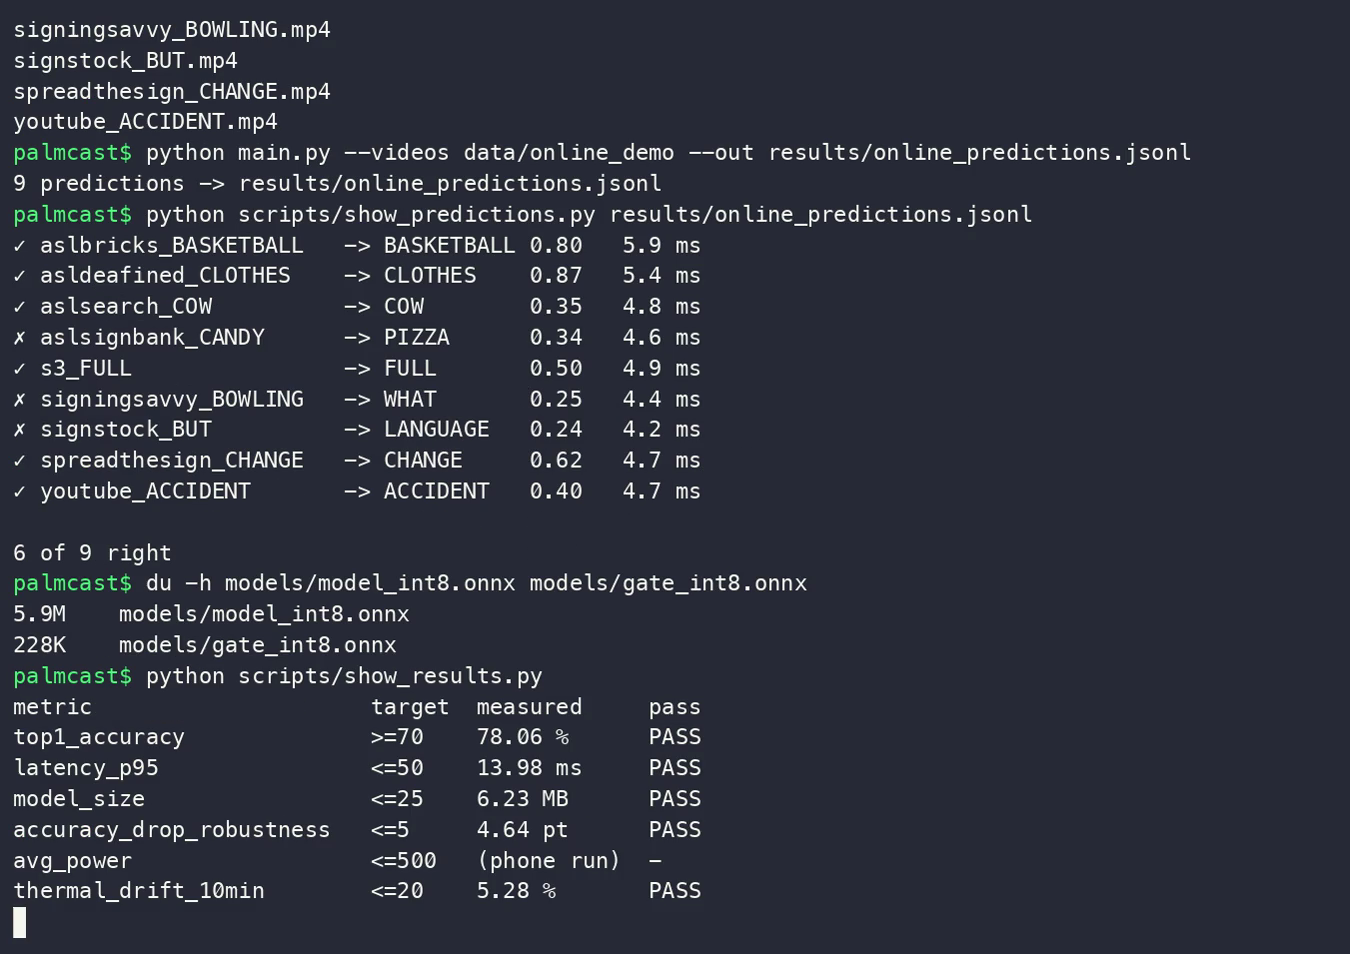 signingsavvy_BOWLING.mp4
signstock_BUT.mp4
spreadthesign_CHANGE.mp4
youtube_ACCIDENT.mp4
palmcast$ python main.py --videos data/online_demo --out results/online_predictions.jsonl
9 predictions -> results/online_predictions.jsonl
palmcast$ python scripts/show_predictions.py results/online_predictions.jsonl
✓ aslbricks_BASKETBALL   -> BASKETBALL 0.80   5.9 ms
✓ asldeafined_CLOTHES    -> CLOTHES    0.87   5.4 ms
✓ aslsearch_COW          -> COW        0.35   4.8 ms
✗ aslsignbank_CANDY      -> PIZZA      0.34   4.6 ms
✓ s3_FULL                -> FULL       0.50   4.9 ms
✗ signingsavvy_BOWLING   -> WHAT       0.25   4.4 ms
✗ signstock_BUT          -> LANGUAGE   0.24   4.2 ms
✓ spreadthesign_CHANGE   -> CHANGE     0.62   4.7 ms
✓ youtube_ACCIDENT       -> ACCIDENT   0.40   4.7 ms
6 of 9 right
palmcast$ du -h models/model_int8.onnx models/gate_int8.onnx
5.9M    models/model_int8.onnx
228K    models/gate_int8.onnx
palmcast$ python scripts/show_results.py
metric                     target  measured     pass
top1_accuracy              >=70    78.06 %      PASS
latency_p95                <=50    13.98 ms     PASS
model_size                 <=25    6.23 MB      PASS
accuracy_drop_robustness   <=5     4.64 pt      PASS
avg_power                  <=500   (phone run)  -
thermal_drift_10min        <=20    5.28 %       PASS